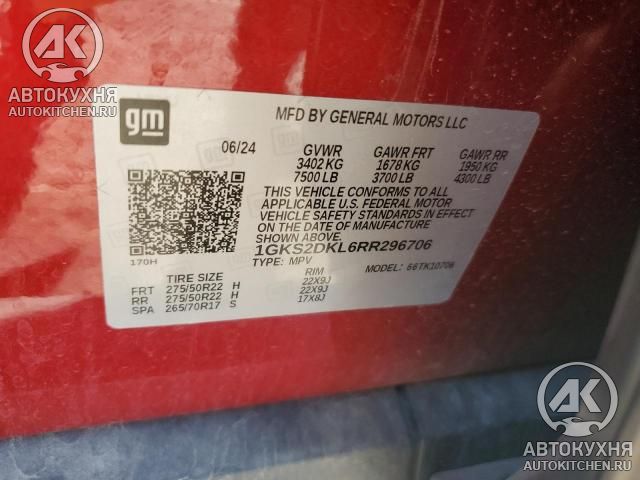 АВТОКУХНЯ
AUTOKITCHEN.RU
gm
MFD BY GENERAL MOTORS LLC
06/24 GVWR GAWR FRT GAWR RR
3402 KG 1678 KG 1950 KG
7500 LB 3700 LB 4300 LB
THIS VEHICLE CONFORMS TO ALL
APPLICABLE U.S. FEDERAL MOTOR
VEHICLE SAFETY STANDARDS IN EFFECT
ON THE DATE OF MANUFACTURE
SHOWN ABOVE.
1GKS2DKL6RR296706
170H TYPE: MPV MODEL: 66TK10706
TIRE SIZE RIM
FRT 275/50R22 H 22X9J
RR 275/50R22 H 22X9J
SPA 265/70R17 S 17X8J
АК
АВТОКУХНЯ
AUTOKITCHEN.RU